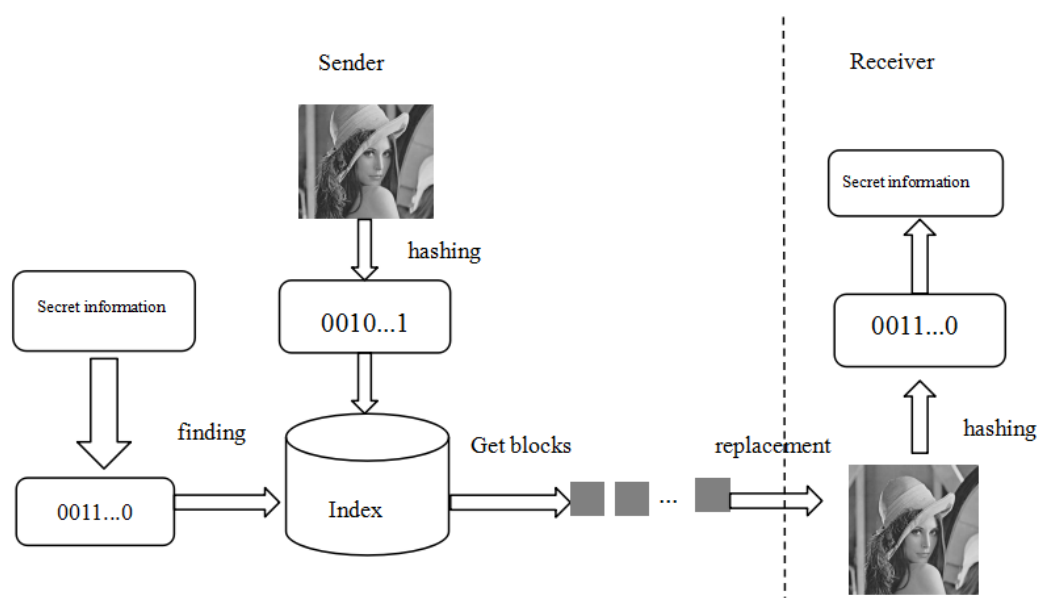 Sender
Receiver
Secret information
hashing
Secret information
0010...1
0011...0
finding
Get blocks
replacement
hashing
0011...0
Index
...